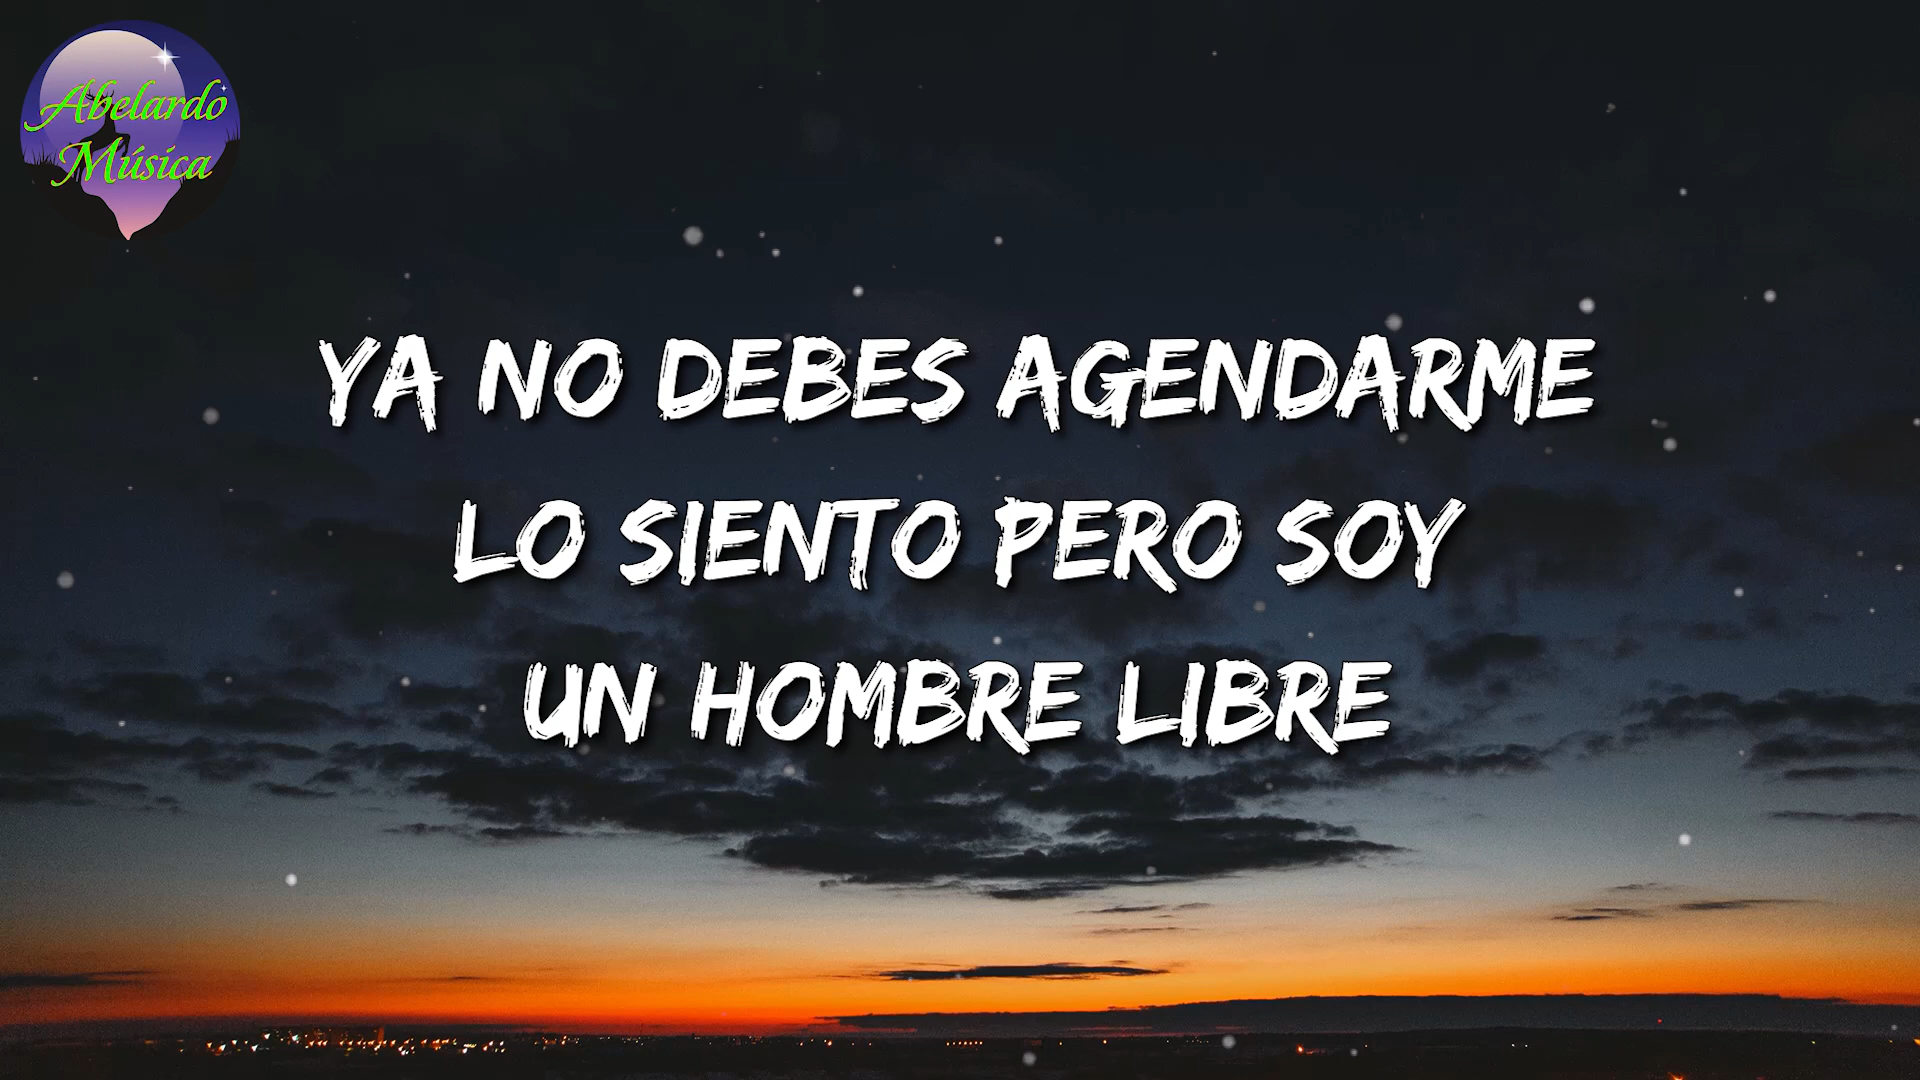 Abelardo
Música
YA NO DEBES AGENDARME
LO SIENTO PERO SOY
UN HOMBRE LIBRE